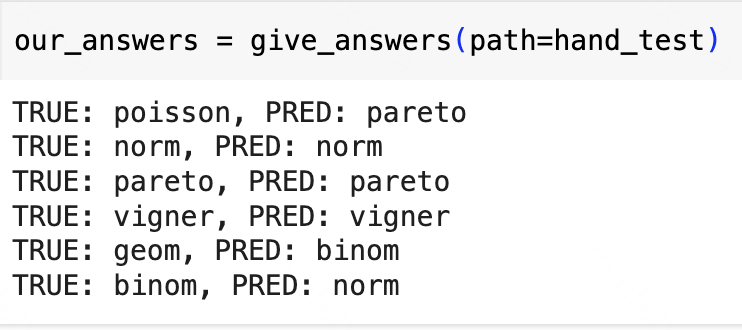 our_answers = give_answers(path=hand_test)
TRUE: poisson, PRED: pareto
TRUE: norm, PRED: norm
TRUE: pareto, PRED: pareto
TRUE: vigner, PRED: vigner
TRUE: geom, PRED: binom
TRUE: binom, PRED: norm